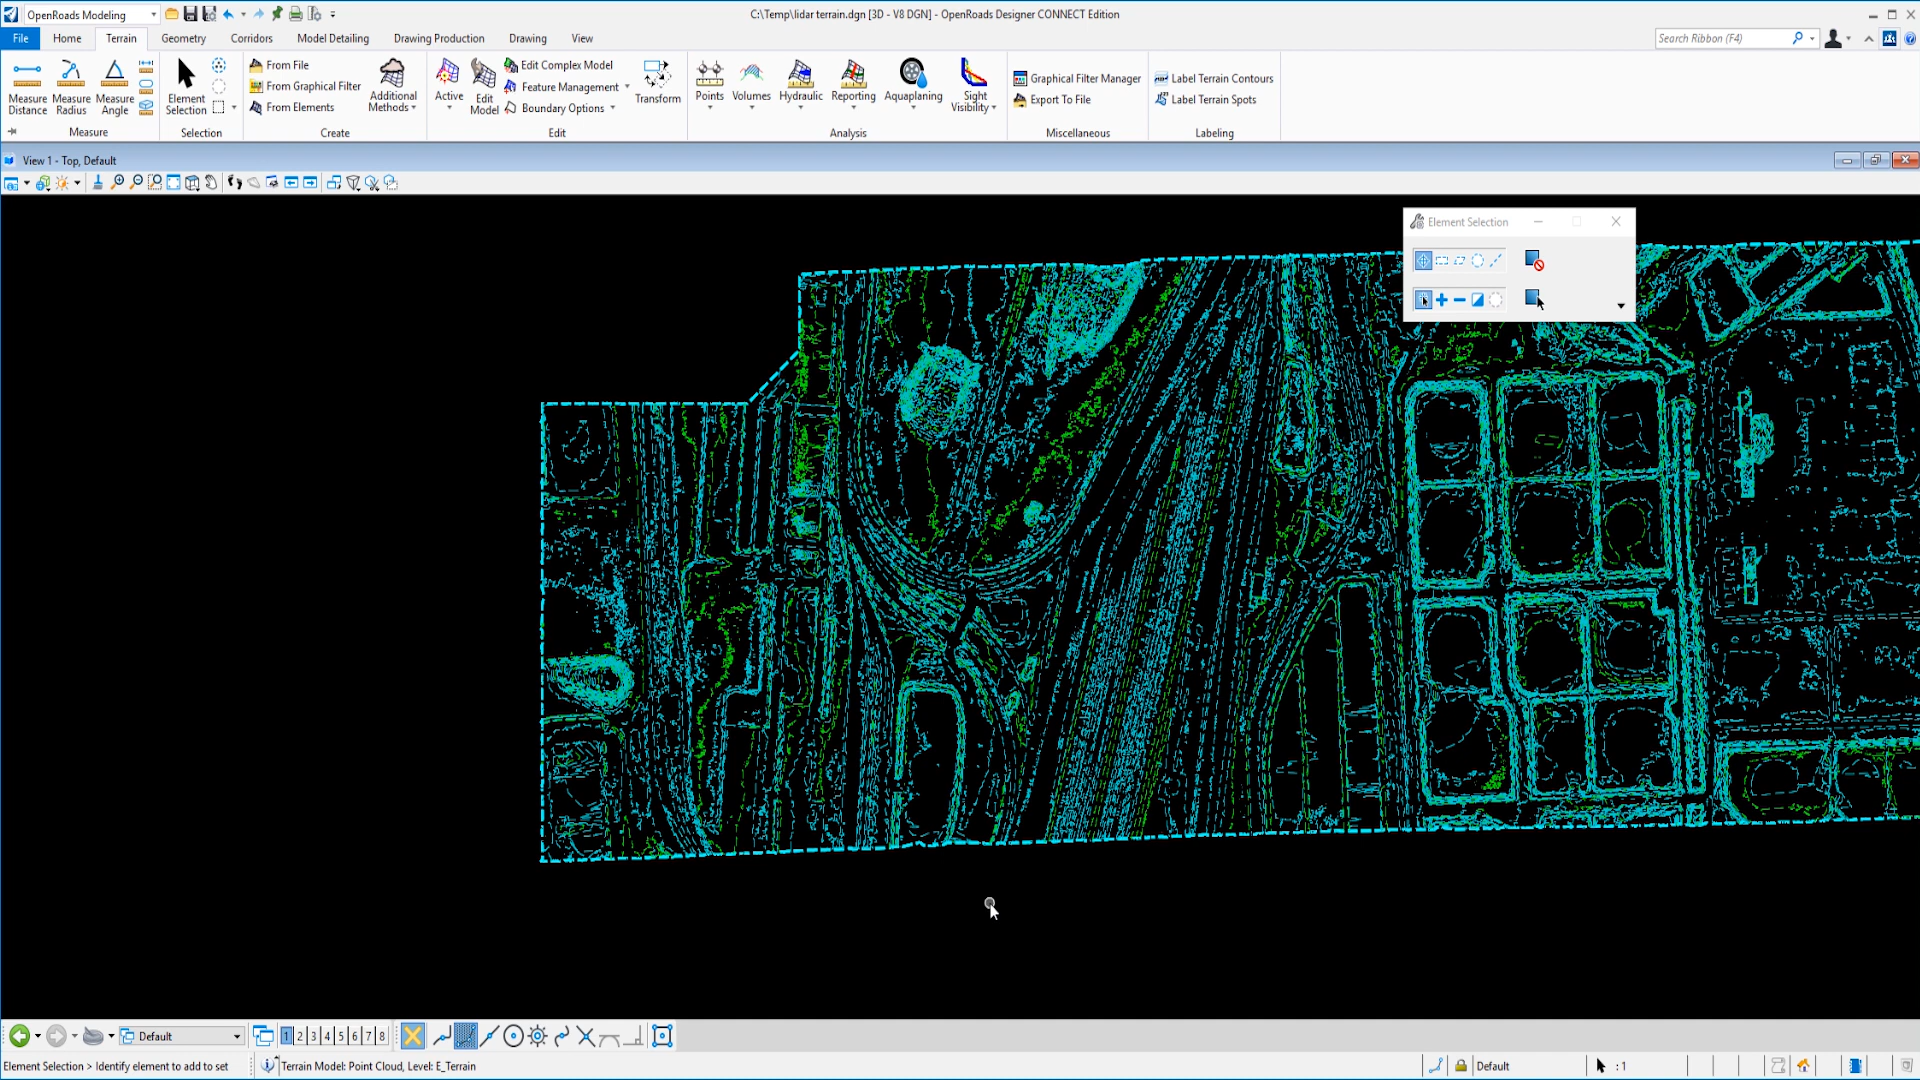 OpenRoads Modeling
C:\Temp\lidar terrain.dgn [3D - V8 DGN] - OpenRoads Designer CONNECT Edition
File Home Terrain Geometry Corridors Model Detailing Drawing Production Drawing View
Search Ribbon (F4)
Measure Distance
Measure Radius
Measure Angle
Measure
Element Selection
Selection
From File
From Graphical Filter
From Elements
Additional Methods
Create
Active
Edit Model
Edit Complex Model
Feature Management
Boundary Options
Transform
Edit
Points
Volumes
Hydraulic
Reporting
Aquaplaning
Sight Visibility
Analysis
Graphical Filter Manager
Export To File
Miscellaneous
Label Terrain Contours
Label Terrain Spots
Labeling
View 1 - Top, Default
Element Selection
Default
1 2 3 4 5 6 7 8
Element Selection > Identify element to add to set
Terrain Model: Point Cloud, Level: E_Terrain
Default
: 1